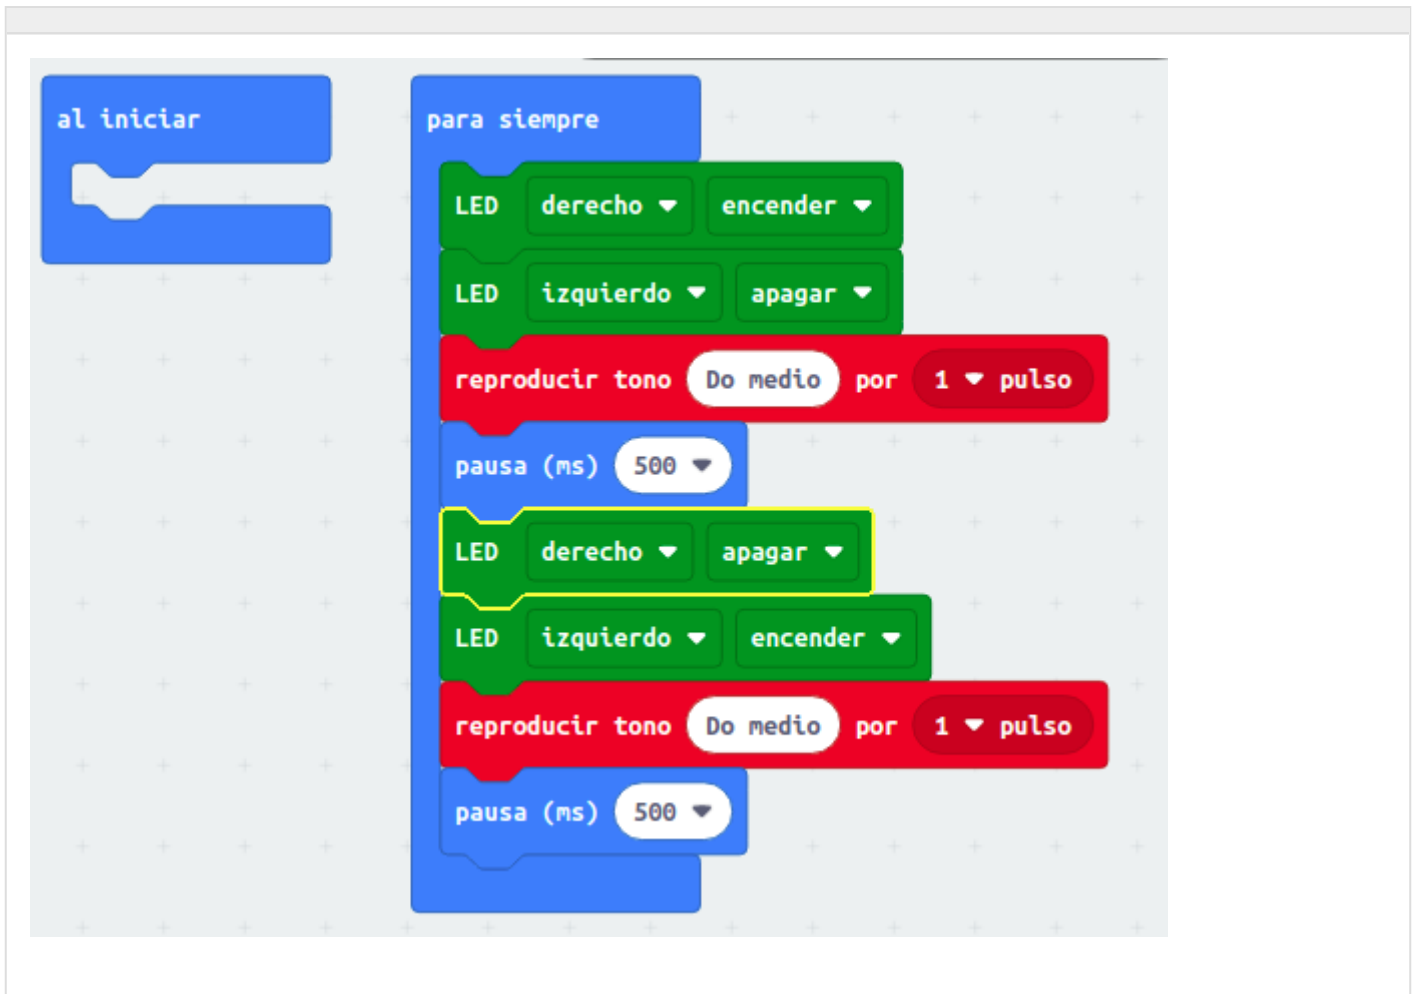 al iniciar
para siempre
LED derecho encender
LED izquierdo apagar
reproducir tono Do medio por 1 pulso
pausa (ms) 500
LED derecho apagar
LED izquierdo encender
reproducir tono Do medio por 1 pulso
pausa (ms) 500